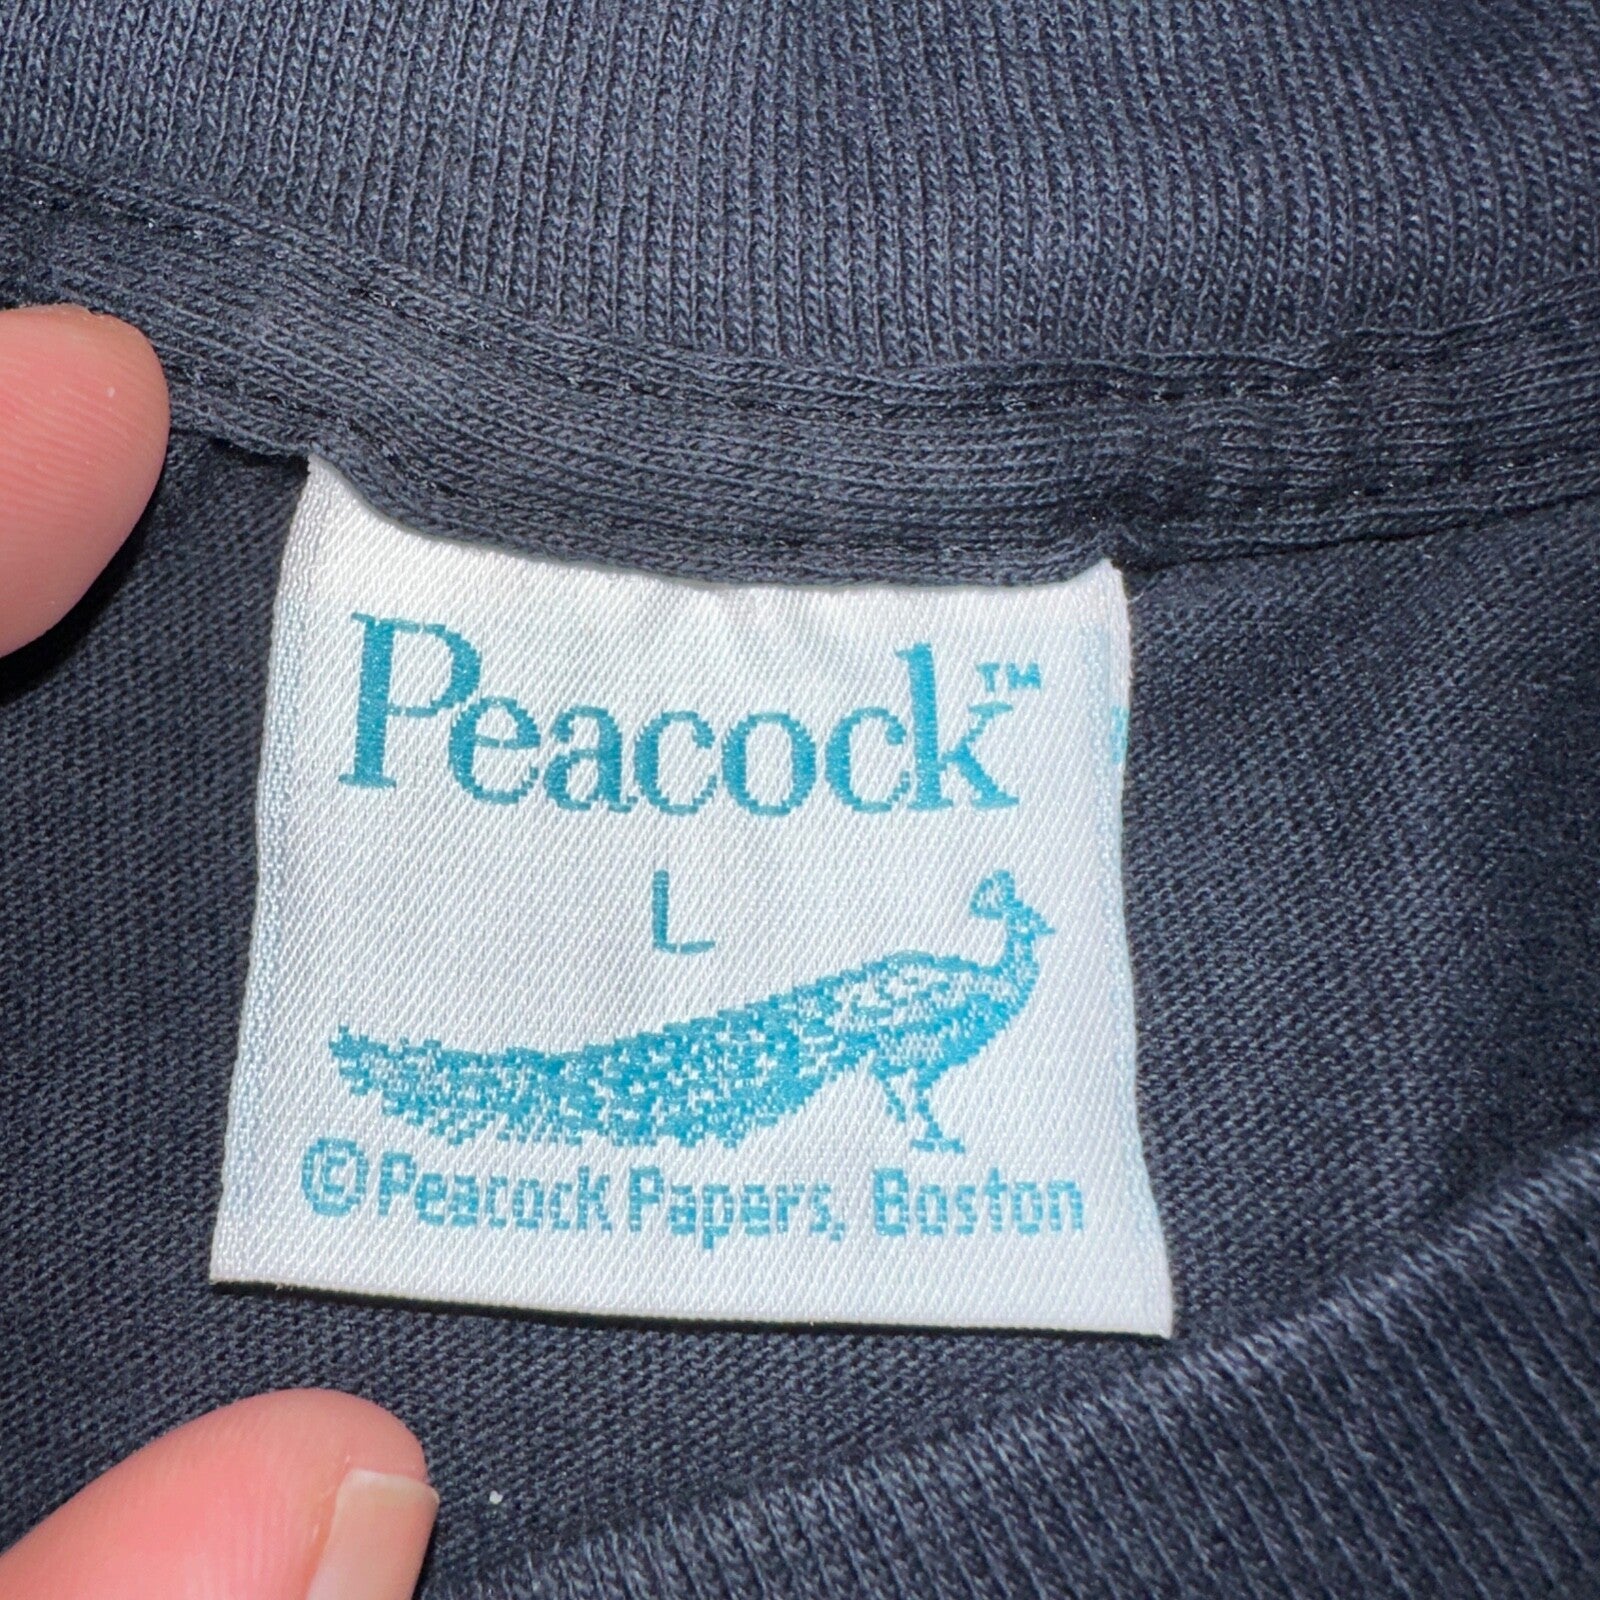 Peacock™
L
©Peacock Papers, Boston